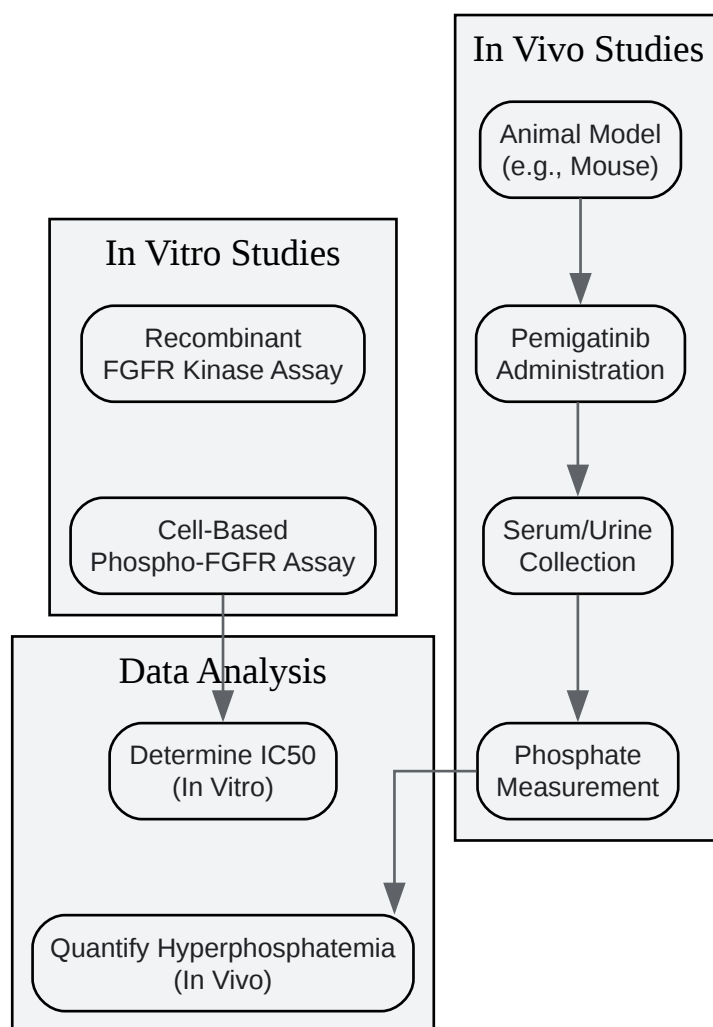 In Vivo Studies
Animal Model
(e.g., Mouse)
Pemigatinib
Administration
Serum/Urine
Collection
Phosphate
Measurement
In Vitro Studies
Recombinant
FGFR Kinase Assay
Cell-Based
Phospho-FGFR Assay
Data Analysis
Determine IC50
(In Vitro)
Quantify Hyperphosphatemia
(In Vivo)